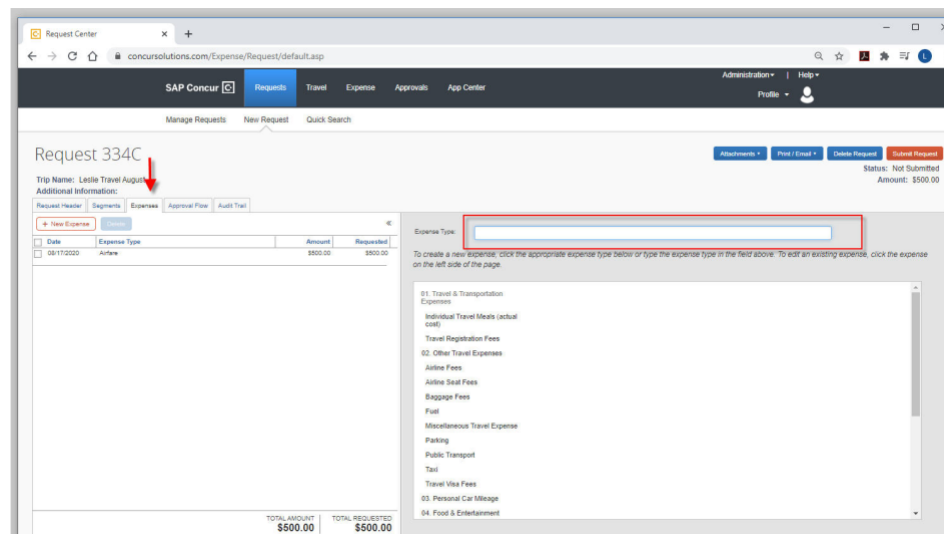 Request Center
concursolutions.com/Expense/Request/default.asp
L
Administration | Help
SAP Concur C Requests Travel Expense Approvals App Center
Profile
Manage Requests New Request Quick Search
Request 334C
Attachments Print / Email Delete Request Submit Request
Status: Not Submitted
Trip Name: Leslie Travel August
Amount: $500.00
Additional Information:
Request Header Segments Expenses Approval Flow Audit Trail
+ New Expense Delete
Expense Type:
Date Expense Type Amount Requested
08/17/2020 Airfare $500.00 $500.00
To create a new expense, click the appropriate expense type below or type the expense type in the field above. To edit an existing expense, click the expense
on the left side of the page.
01. Travel & Transportation
Expenses
Individual Travel Meals (actual
cost)
Travel Registration Fees
02. Other Travel Expenses
Airline Fees
Airline Seat Fees
Baggage Fees
Fuel
Miscellaneous Travel Expense
Parking
Public Transport
Taxi
Travel Visa Fees
03. Personal Car Mileage
04. Food & Entertainment
TOTAL AMOUNT TOTAL REQUESTED
$500.00 $500.00